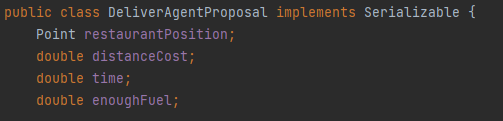 public class DeliverAgentProposal implements Serializable {
    Point restaurantPosition;
    double distanceCost;
    double time;
    double enoughFuel;